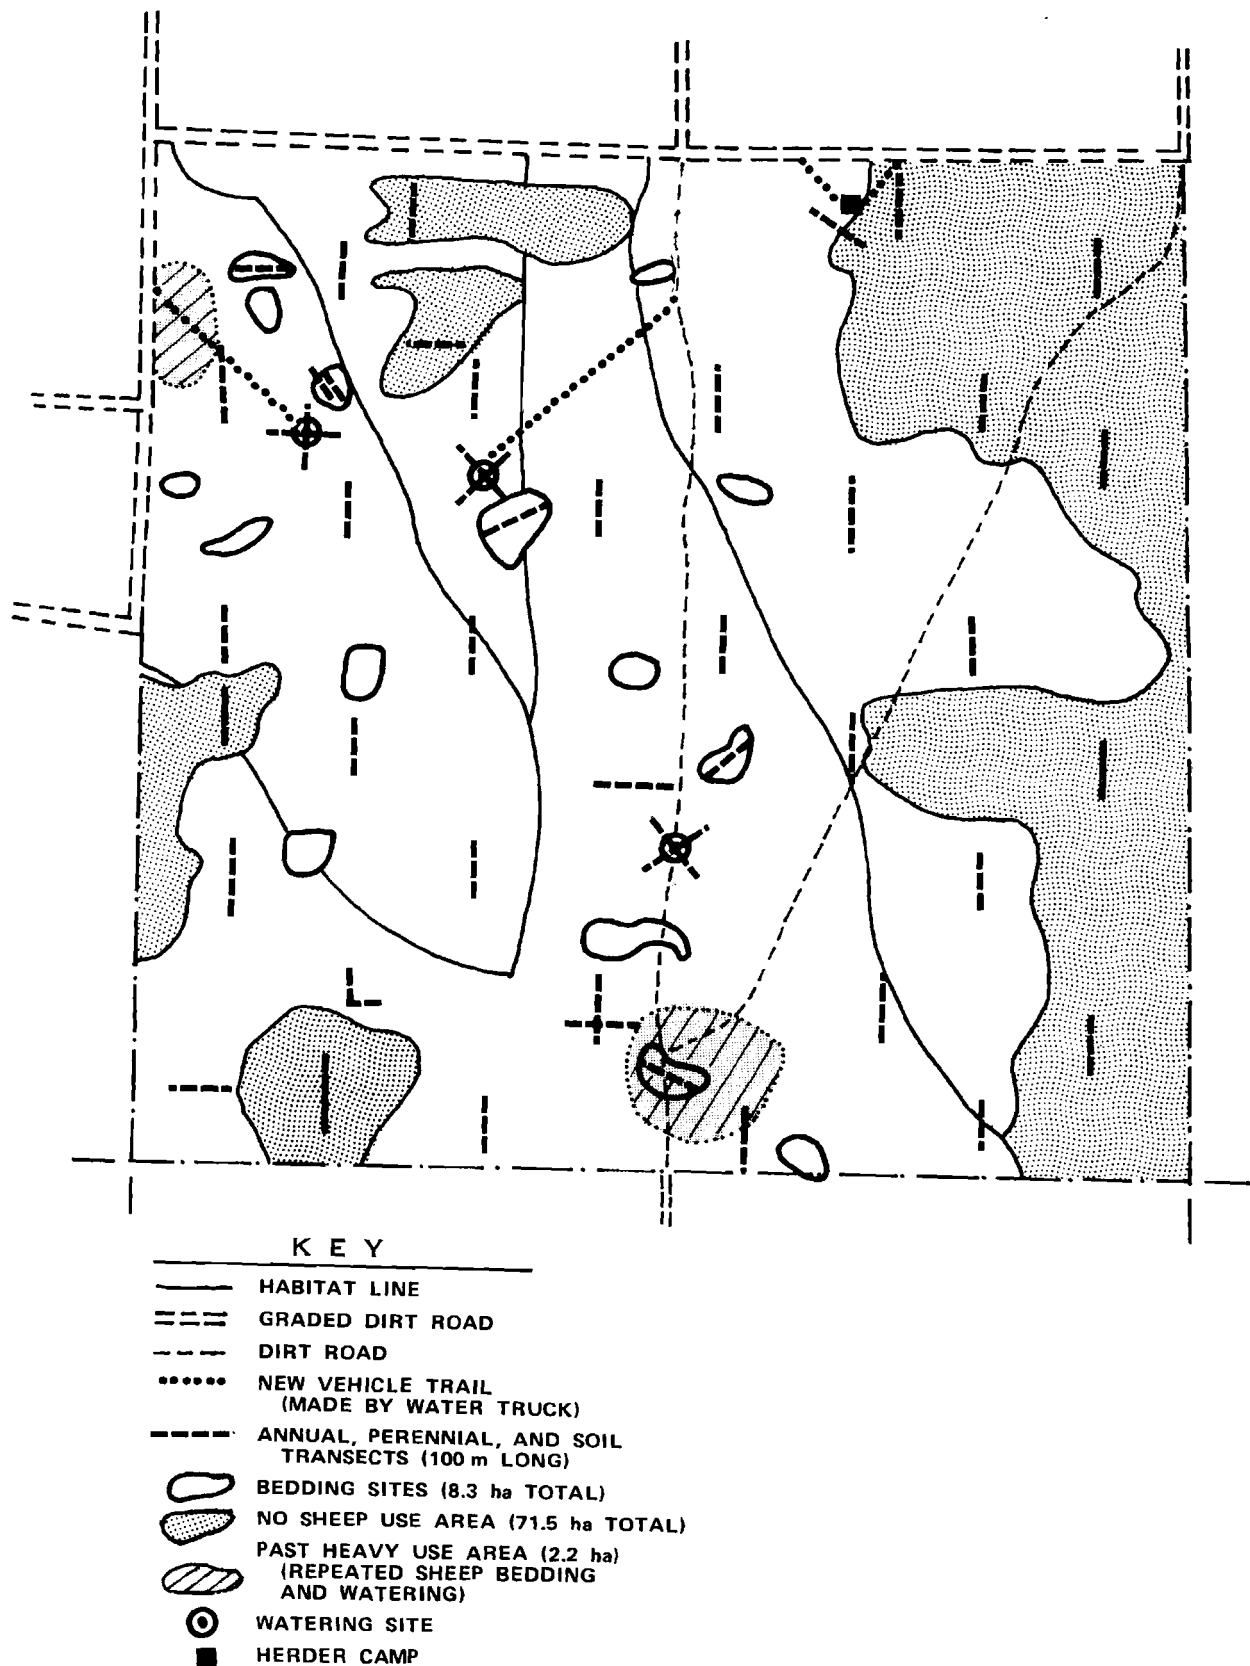 KEY
HABITAT LINE
GRADED DIRT ROAD
DIRT ROAD
NEW VEHICLE TRAIL
(MADE BY WATER TRUCK)
ANNUAL, PERENNIAL, AND SOIL
TRANSECTS (100 m LONG)
BEDDING SITES (8.3 ha TOTAL)
NO SHEEP USE AREA (71.5 ha TOTAL)
PAST HEAVY USE AREA (2.2 ha)
(REPEATED SHEEP BEDDING
AND WATERING)
WATERING SITE
HERDER CAMP